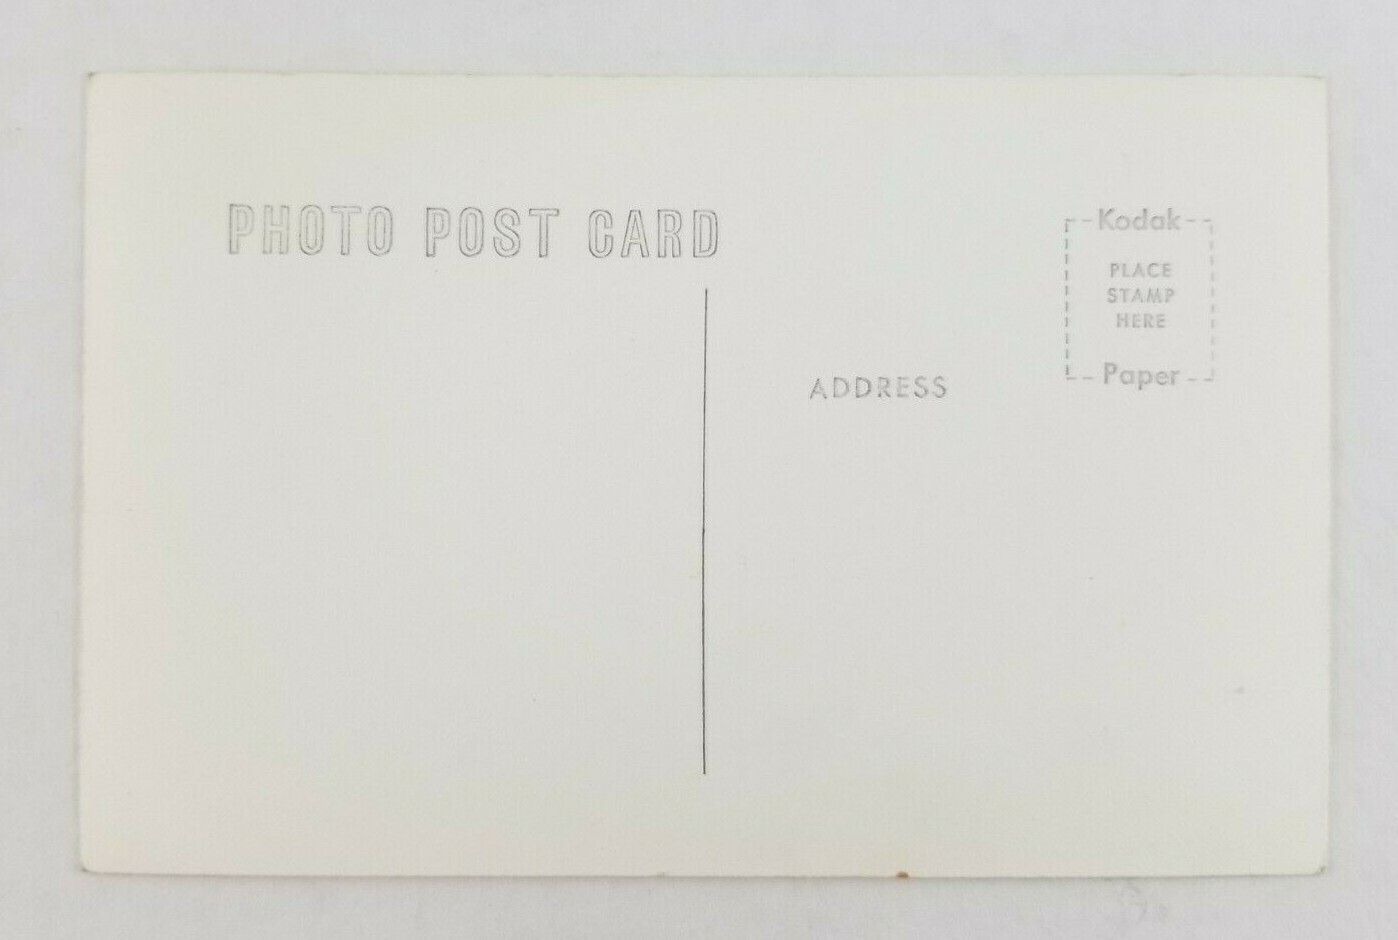 PHOTO POST CARD
Kodak
PLACE
STAMP
HERE
Paper
ADDRESS